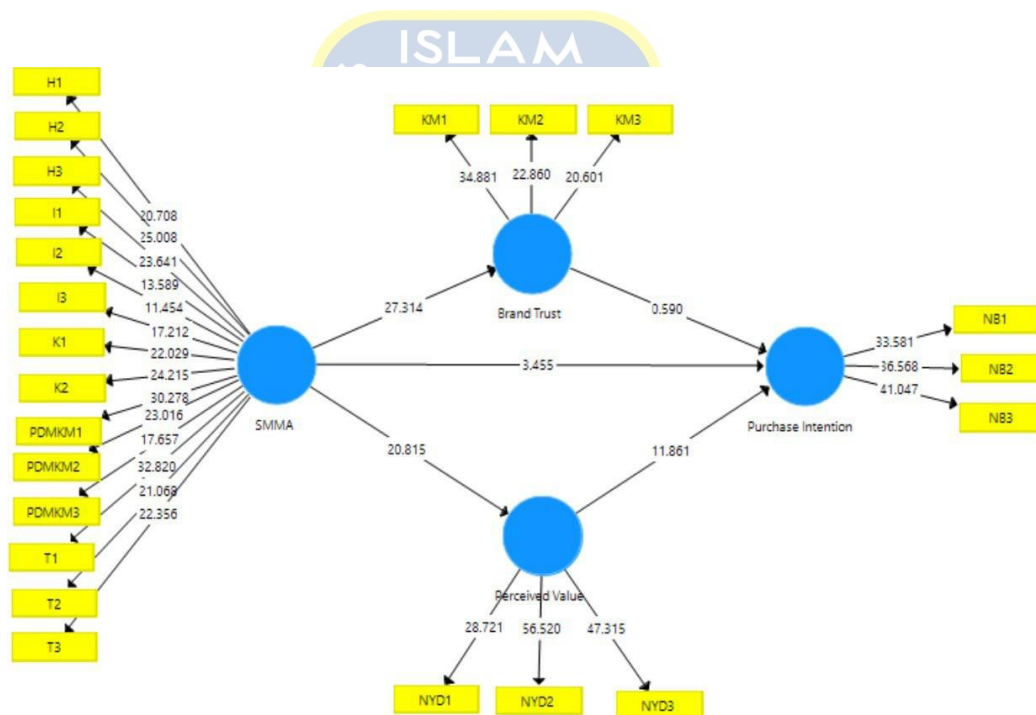 ISLAM
H1
H2
H3
I1
I2
I3
K1
K2
PDMKM1
PDMKM2
PDMKM3
T1
T2
T3
20.708
25.008
23.641
13.589
11.454
17.212
22.029
24.215
30.278
23.016
17.657
32.820
21.068
22.356
SMMA
27.314
3.455
20.815
KM1 KM2 KM3
34.881 22.860 20.601
Brand Trust
0.590
Perceived Value
11.861
28.721 56.520 47.315
NYD1 NYD2 NYD3
Purchase Intention
33.581
36.568
41.047
NB1
NB2
NB3